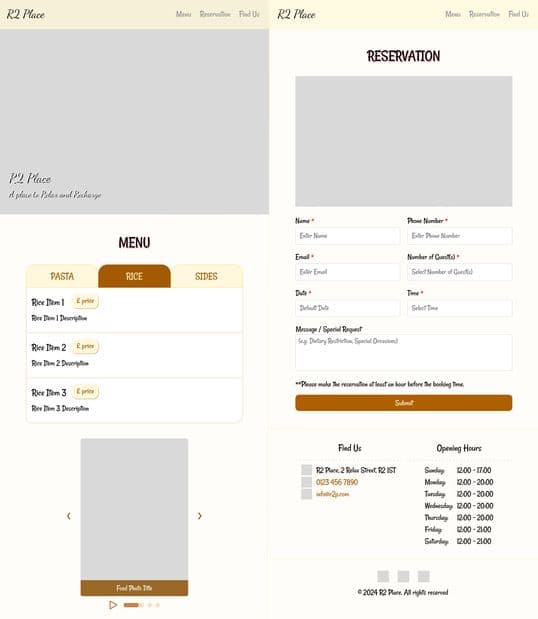 R2 Place
Menu Reservation Find Us
R2 Place
A place to Relax and Recharge
MENU
PASTA RICE SIDES
Rice Item 1 £ price
Rice Item 1 Description
Rice Item 2 £ price
Rice Item 2 Description
Rice Item 3 £ price
Rice Item 3 Description
Food Photo Title
R2 Place
Menu Reservation Find Us
RESERVATION
Name * Phone Number *
Enter Name Enter Phone Number
Email * Number of Guest(s) *
Enter Email Select Number of Guest(s)
Date * Time *
Default Date Select Time
Message / Special Request
(e.g. Dietary Restriction, Special Occasions)
**Please make the reservation at least an hour before the booking time.
Submit
Find Us Opening Hours
R2 Place, 2 Relax Street, R2 1ST
0123 456 7890
info@r2p.com
Sunday: 12:00 - 17:00
Monday: 12:00 - 20:00
Tuesday: 12:00 - 20:00
Wednesday: 12:00 - 20:00
Thursday: 12:00 - 20:00
Friday: 12:00 - 21:00
Saturday: 12:00 - 21:00
© 2024 R2 Place. All rights reserved